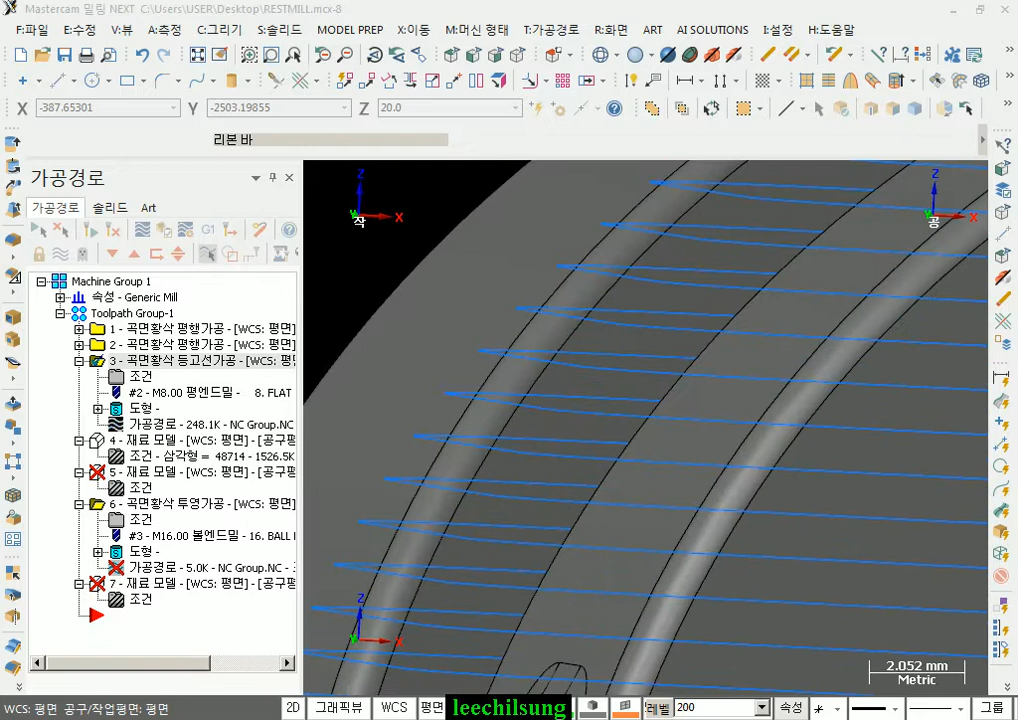 Mastercam 밀링 NEXT  C:\Users\USER\Desktop\RESTMILL.mcx-8
F:파일 E:수정 V:뷰 A:측정 C:그리기 S:솔리드 MODEL PREP X:이동 M:머신 형태 T:가공경로 R:화면 ART AI SOLUTIONS I:설정 H:도움말
X -387.65301 Y -2503.19855 Z 20.0
리본 바
가공경로
가공경로 솔리드 Art
G1
Machine Group 1
속성 - Generic Mill
Toolpath Group-1
1 - 곡면황삭 평행가공 - [WCS: 평면]
2 - 곡면황삭 평행가공 - [WCS: 평면]
3 - 곡면황삭 등고선가공 - [WCS: 평면
조건
#2 - M8.00 평엔드밀 - 8. FLAT
도형 -
가공경로 - 248.1K - NC Group.NC -
4 - 재료 모델 - [WCS: 평면] - [공구평
조건 - 삼각형 = 48714 - 1526.5K
5 - 재료 모델 - [WCS: 평면] - [공구평
조건
6 - 곡면황삭 투영가공 - [WCS: 평면]
조건
#3 - M16.00 볼엔드밀 - 16. BALL
도형 -
가공경로 - 5.0K - NC Group.NC -
7 - 재료 모델 - [WCS: 평면] - [공구평
조건
Z
X
Y
작
Z
X
Y
공
Z
X
Y
2.052 mm
Metric
WCS: 평면 공구/작업평면: 평면 2D 그래픽뷰 WCS 평면 leechilsung 레벨 200 속성 그룹